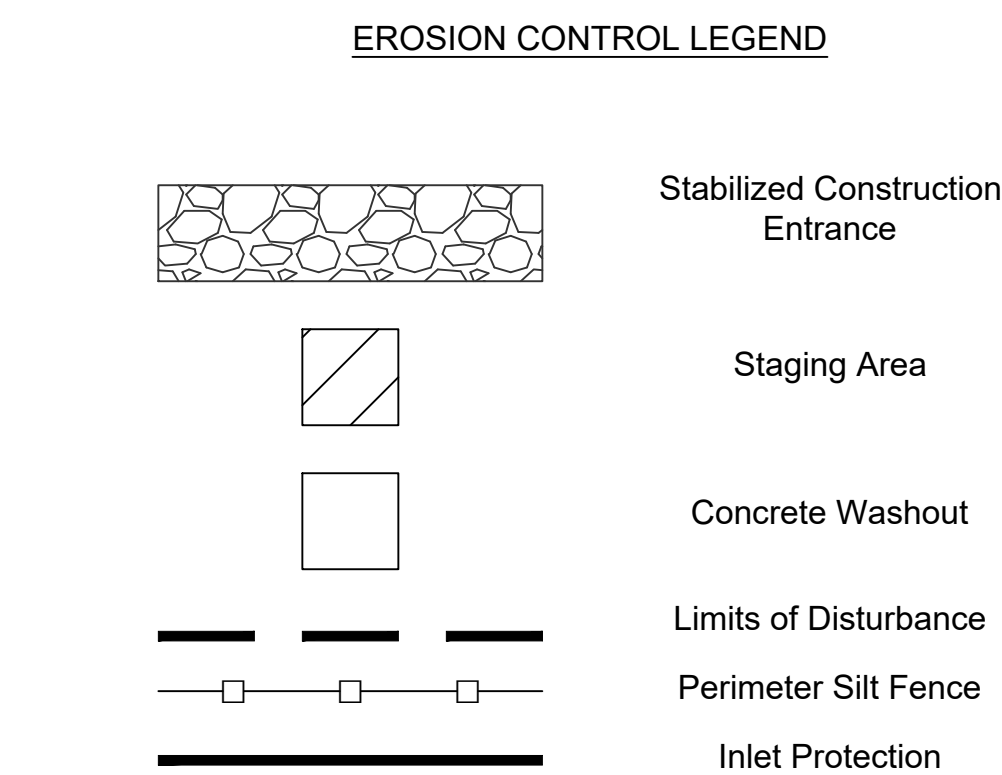 EROSION CONTROL LEGEND
Stabilized Construction
Entrance
Staging Area
Concrete Washout
Limits of Disturbance
Perimeter Silt Fence
Inlet Protection